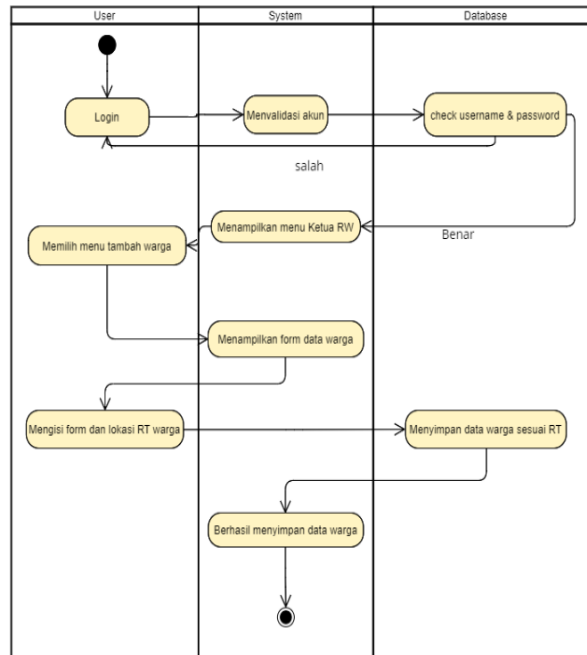 User
System
Database
Login
Menvalidasi akun
check username & password
salah
Menampilkan menu Ketua RW
Benar
Memilih menu tambah warga
Menampilkan form data warga
Mengisi form dan lokasi RT warga
Menyimpan data warga sesuai RT
Berhasil menyimpan data warga